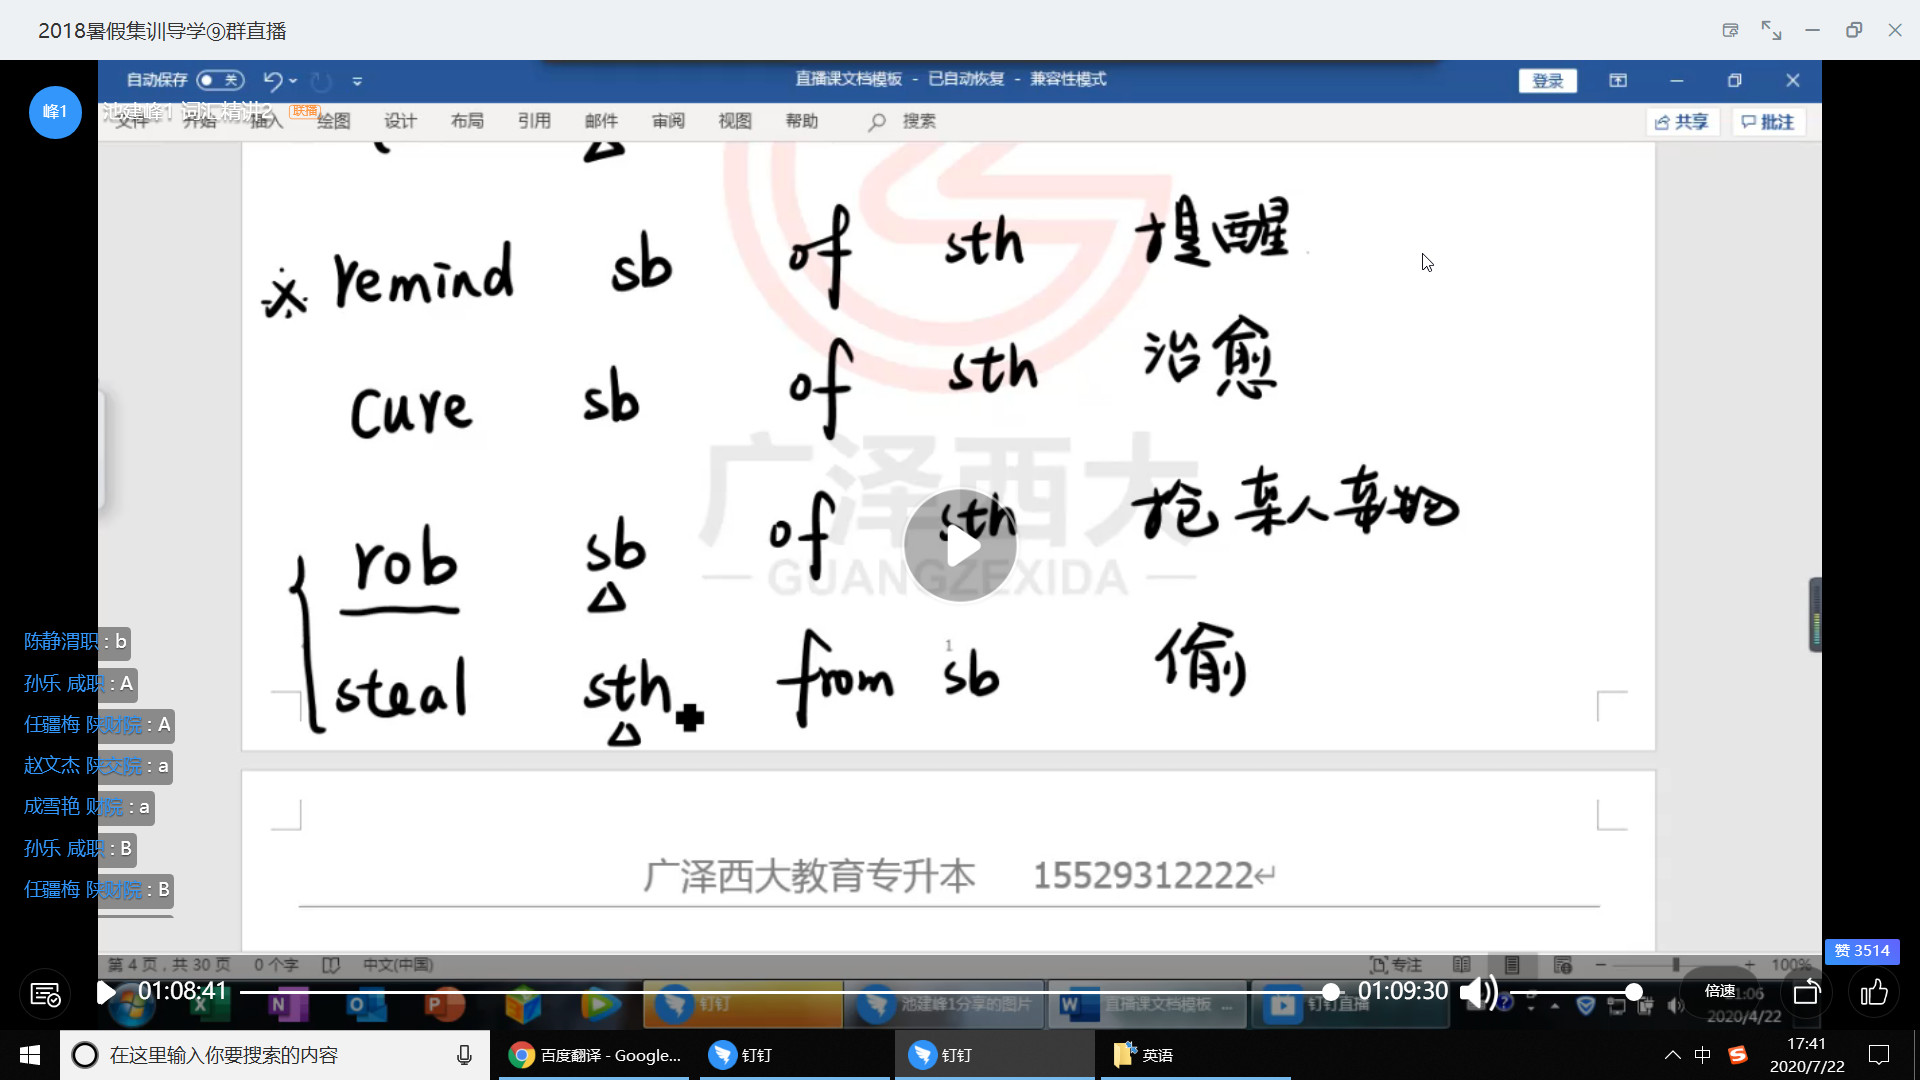 2018暑假集训导学⑨群直播
自动保存 关
直播课文档模板 - 已自动恢复 - 兼容性模式
登录
峰1
池建峰1 词汇精讲2 联播
文件 开始 插入 绘图 设计 布局 引用 邮件 审阅 视图 帮助 搜索
共享 批注
※ remind sb of sth 提醒
cure sb of sth 治愈
广泽西大
GUANGZEXIDA
rob sb of sth 抢某人某物
steal sth from sb 偷
1
陈静渭职 : b
孙乐 咸职 : A
任疆梅 陕财院 : A
赵文杰 陕交院 : a
成雪艳 财院 : a
孙乐 咸职 : B
任疆梅 陕财院 : B
广泽西大教育专升本 15529312222↵
赞 3514
第 4 页，共 30 页 0 个字 中文(中国) 专注 100%
01:08:41 01:09:30 倍速
钉钉 池建峰1分享的图片 直播课文档模板 ... 钉钉直播
2020/4/22
在这里输入你要搜索的内容
百度翻译 - Google... 钉钉 钉钉 英语
中 17:41
2020/7/22